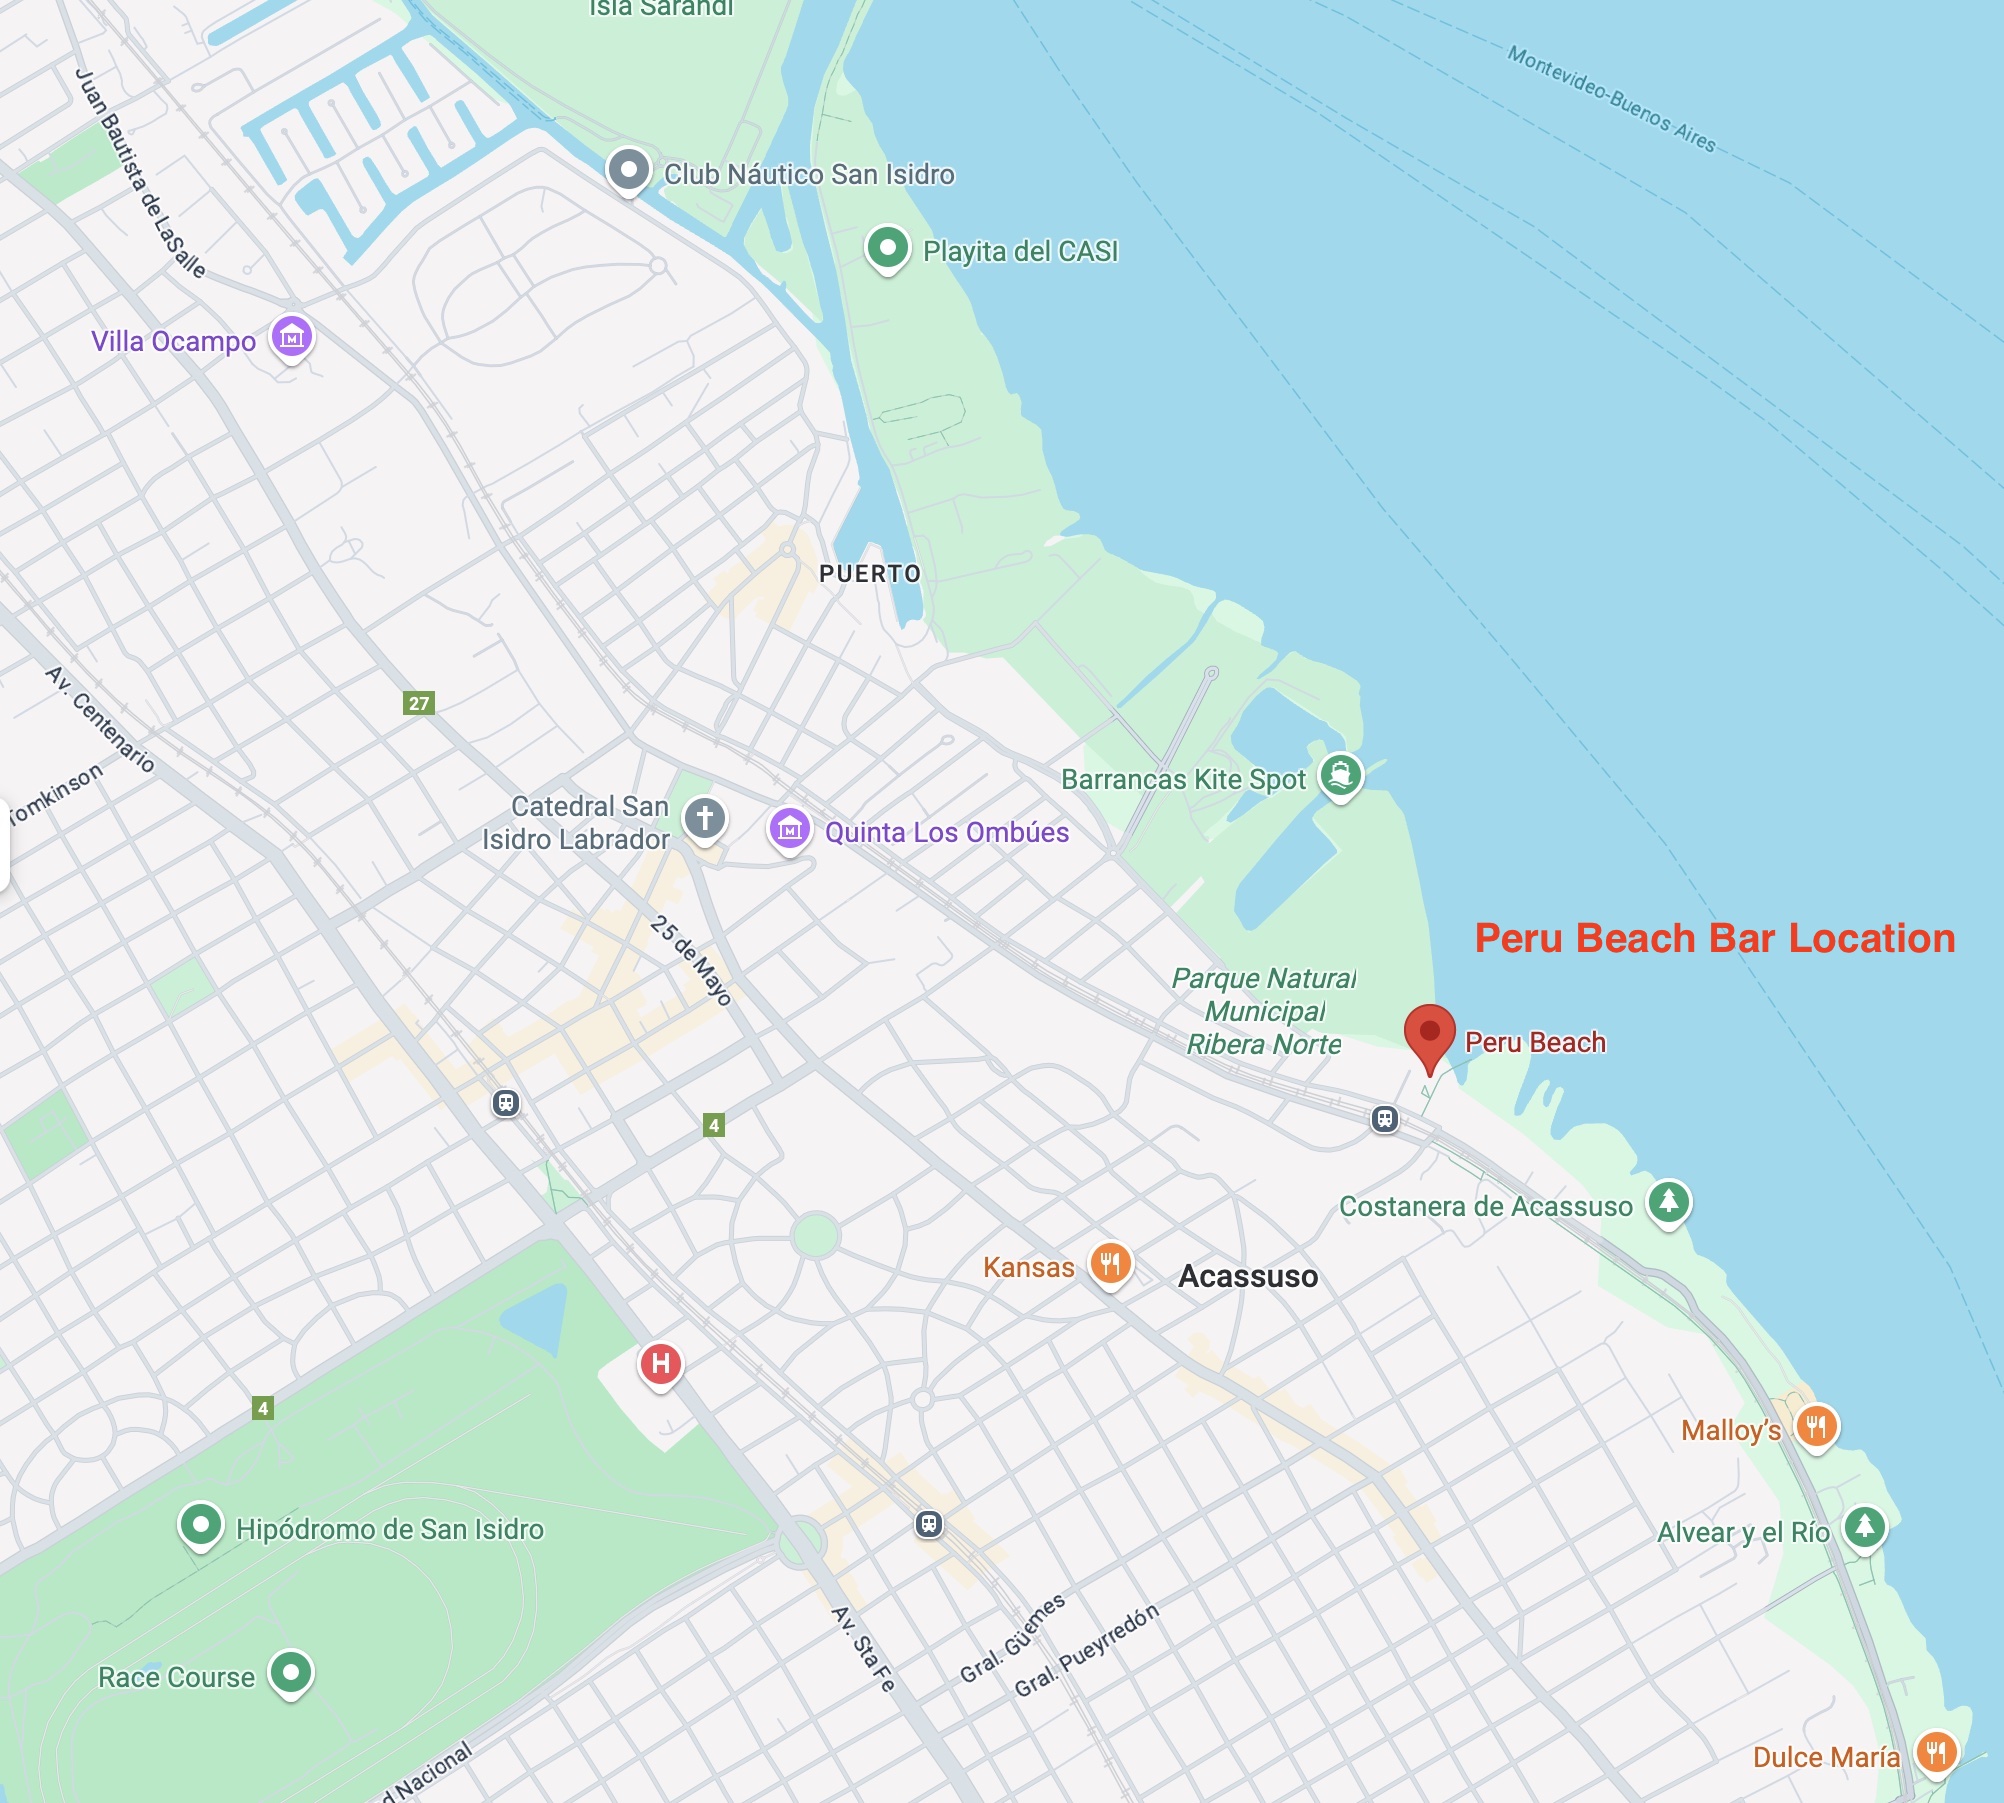 Isla Sarandí
Montevideo-Buenos Aires
Juan Bautista de LaSalle
Club Náutico San Isidro
Playita del CASI
Villa Ocampo
PUERTO
27
Av. Centenario
Tomkinson
Barrancas Kite Spot
Catedral San
Isidro Labrador
Quinta Los Ombúes
25 de Mayo
Peru Beach Bar Location
Parque Natural
Municipal
Ribera Norte
Peru Beach
4
Costanera de Acassuso
Kansas
Acassuso
H
4
Malloy's
Hipódromo de San Isidro
Alvear y el Río
Av. Sta Fe
Gral. Güemes
Gral. Pueyrredón
Race Course
d Nacional
Dulce María